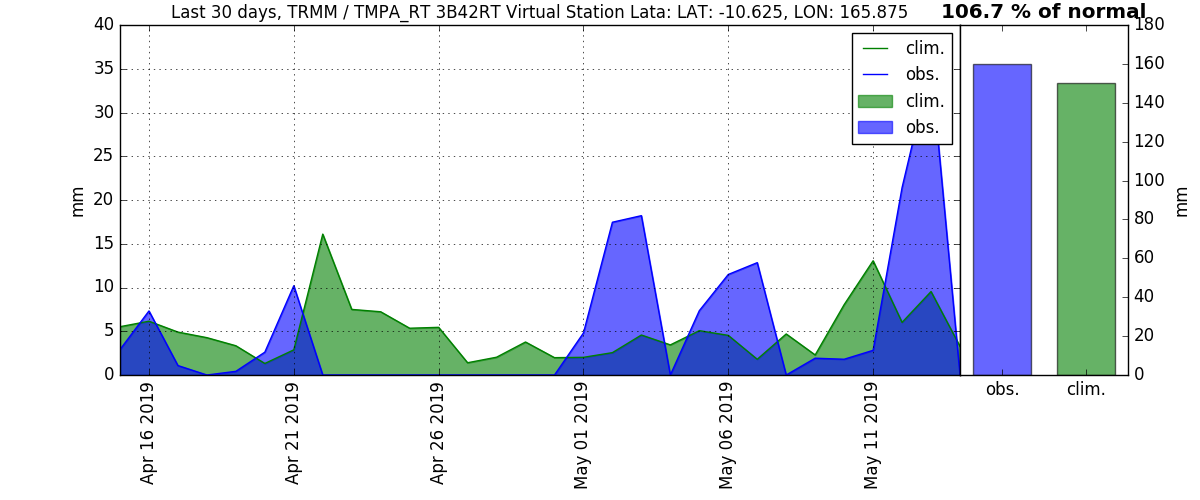 Last 30 days, TRMM / TMPA_RT 3B42RT Virtual Station Lata: LAT: -10.625, LON: 165.875
106.7 % of normal
40
35
30
25
20
15
10
5
0
mm
clim.
obs.
clim.
obs.
Apr 16 2019
Apr 21 2019
Apr 26 2019
May 01 2019
May 06 2019
May 11 2019
180
160
140
120
100
80
60
40
20
0
mm
obs.
clim.